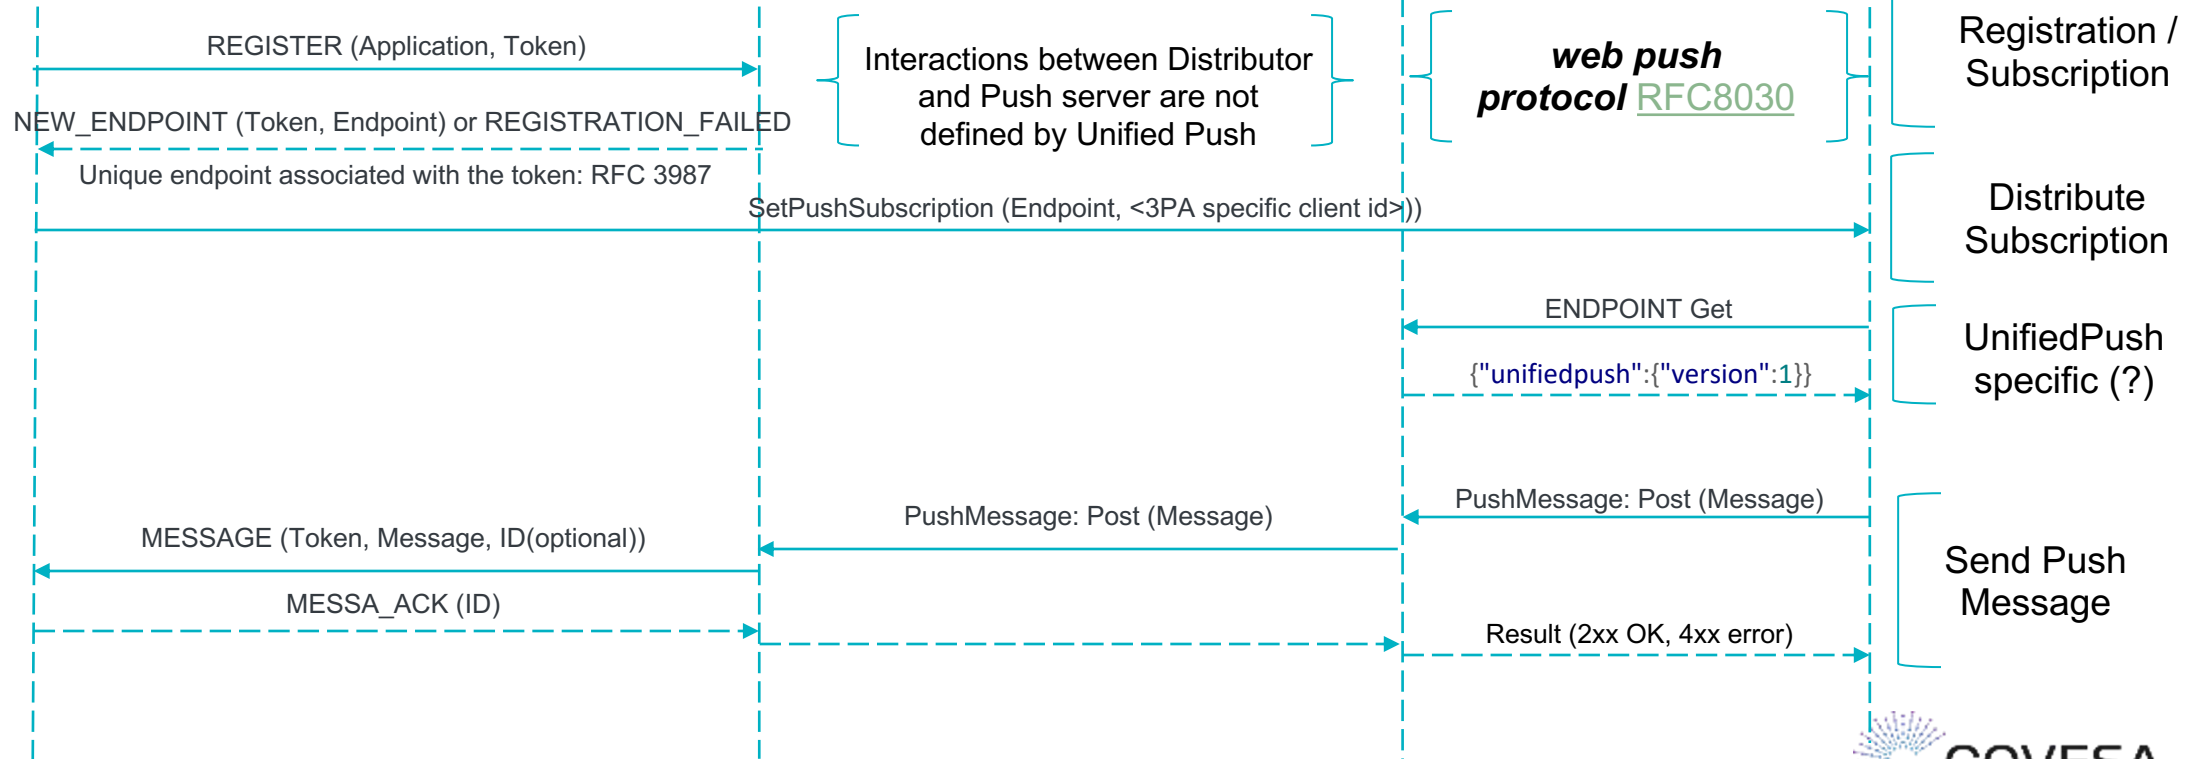 REGISTER (Application, Token)
NEW_ENDPOINT (Token, Endpoint) or REGISTRATION_FAILED
Unique endpoint associated with the token: RFC 3987
Interactions between Distributor
and Push server are not
defined by Unified Push
web push
protocol RFC8030
Registration /
Subscription
SetPushSubscription (Endpoint, <3PA specific client id>))
Distribute
Subscription
ENDPOINT Get
{"unifiedpush":{"version":1}}
UnifiedPush
specific (?)
PushMessage: Post (Message)
PushMessage: Post (Message)
MESSAGE (Token, Message, ID(optional))
MESSA_ACK (ID)
Result (2xx OK, 4xx error)
Send Push
Message
COVESA